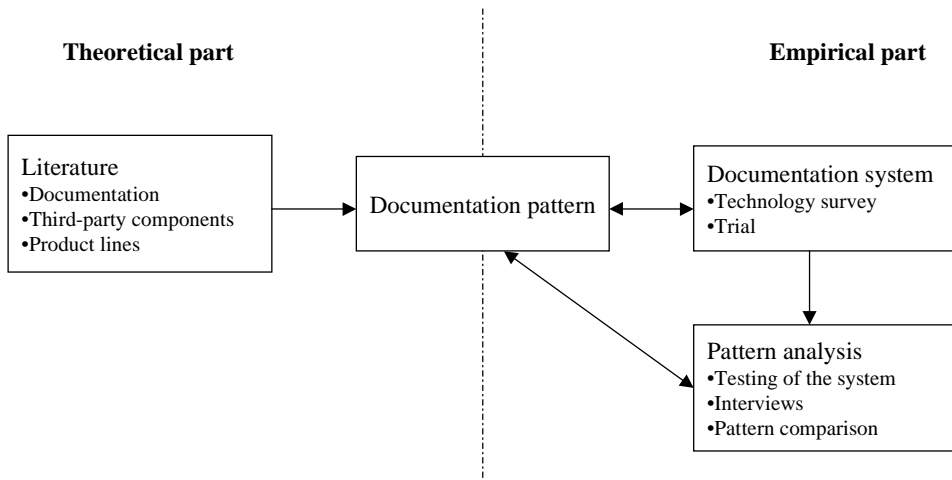 Theoretical part
Empirical part
Literature
•Documentation
•Third-party components
•Product lines
Documentation pattern
Documentation system
•Technology survey
•Trial
Pattern analysis
•Testing of the system
•Interviews
•Pattern comparison